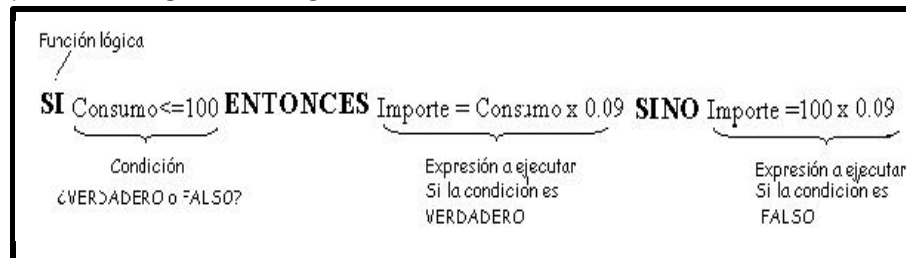 Función lógica
SI Consumo<=100 ENTONCES Importe = Consumo x 0.09 SINO Importe =100 x 0.09
Condición
¿VERDADERO o FALSO?
Expresión a ejecutar
Si la condición es
VERDADERO
Expresión a ejecutar
Si la condición es
FALSO